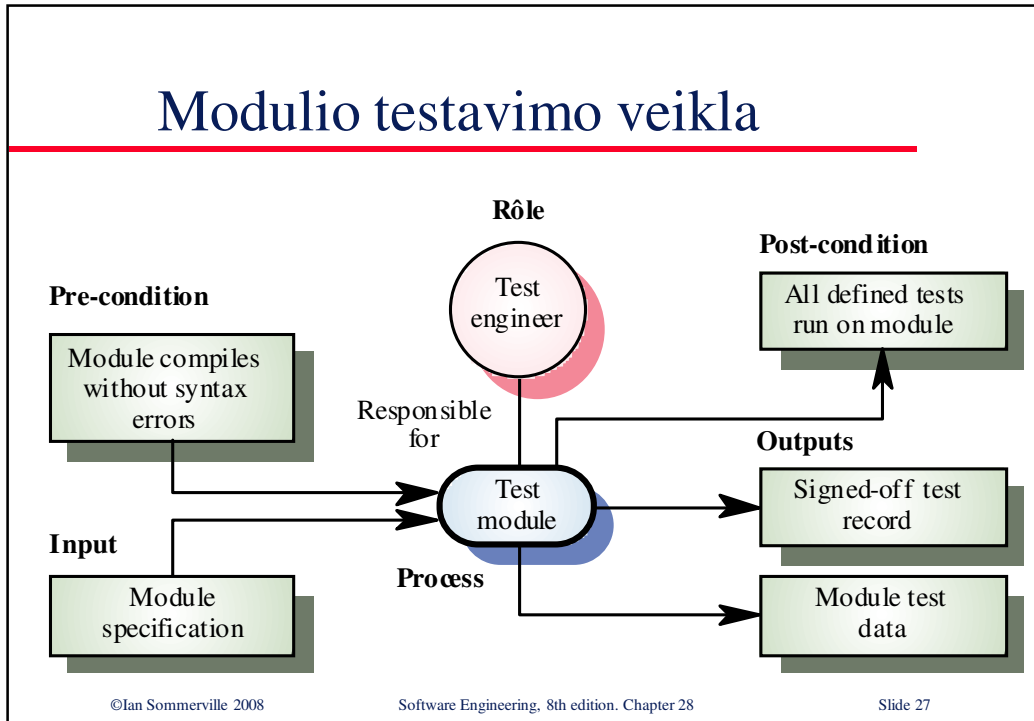 Modulio testavimo veikla
Rôle
Test
engineer
Post-condition
All defined tests
run on module
Pre-condition
Module compiles
without syntax
errors
Responsible
for
Outputs
Test
module
Signed-off test
record
Input
Process
Module
specification
Module test
data
©Ian Sommerville 2008
Software Engineering, 8th edition. Chapter 28
Slide 27